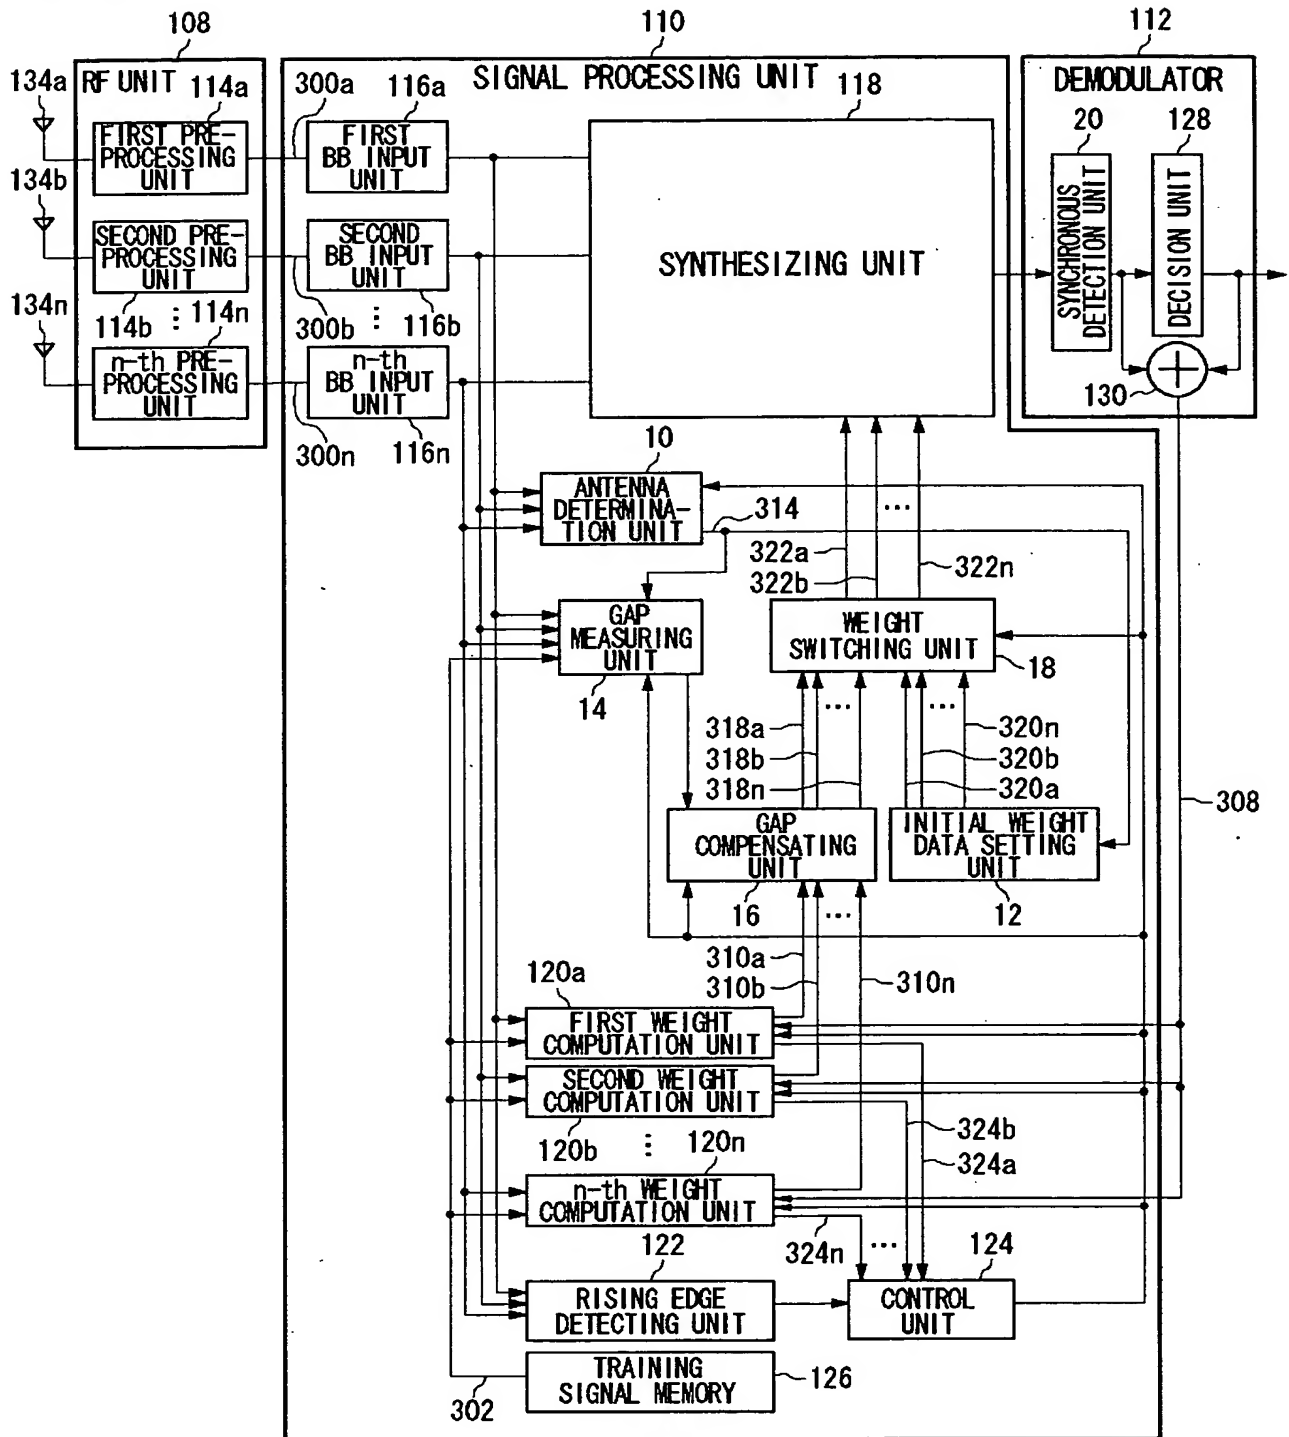 108
110
112
134a
RF UNIT
114a
300a
116a
SIGNAL PROCESSING UNIT
118
DEMODULATOR
20
128
FIRST PRE-
PROCESSING
UNIT
FIRST
BB INPUT
UNIT
134b
SECOND PRE-
PROCESSING
UNIT
SECOND
BB INPUT
UNIT
SYNTHESIZING UNIT
SYNCHRONOUS
DETECTION UNIT
DECISION UNIT
134n
114b
114n
300b
116b
n-th PRE-
PROCESSING
UNIT
n-th
BB INPUT
UNIT
130
300n
116n
10
ANTENNA
DETERMINA-
TION UNIT
314
322a
322b
322n
GAP
MEASURING
UNIT
WEIGHT
SWITCHING UNIT
14
18
318a
318b
318n
320n
320b
320a
308
GAP
COMPENSATING
UNIT
INITIAL WEIGHT
DATA SETTING
UNIT
16
12
310a
310b
310n
120a
FIRST WEIGHT
COMPUTATION UNIT
SECOND WEIGHT
COMPUTATION UNIT
120b
120n
324b
324a
n-th WEIGHT
COMPUTATION UNIT
324n
122
124
RISING EDGE
DETECTING UNIT
CONTROL
UNIT
TRAINING
SIGNAL MEMORY
126
302